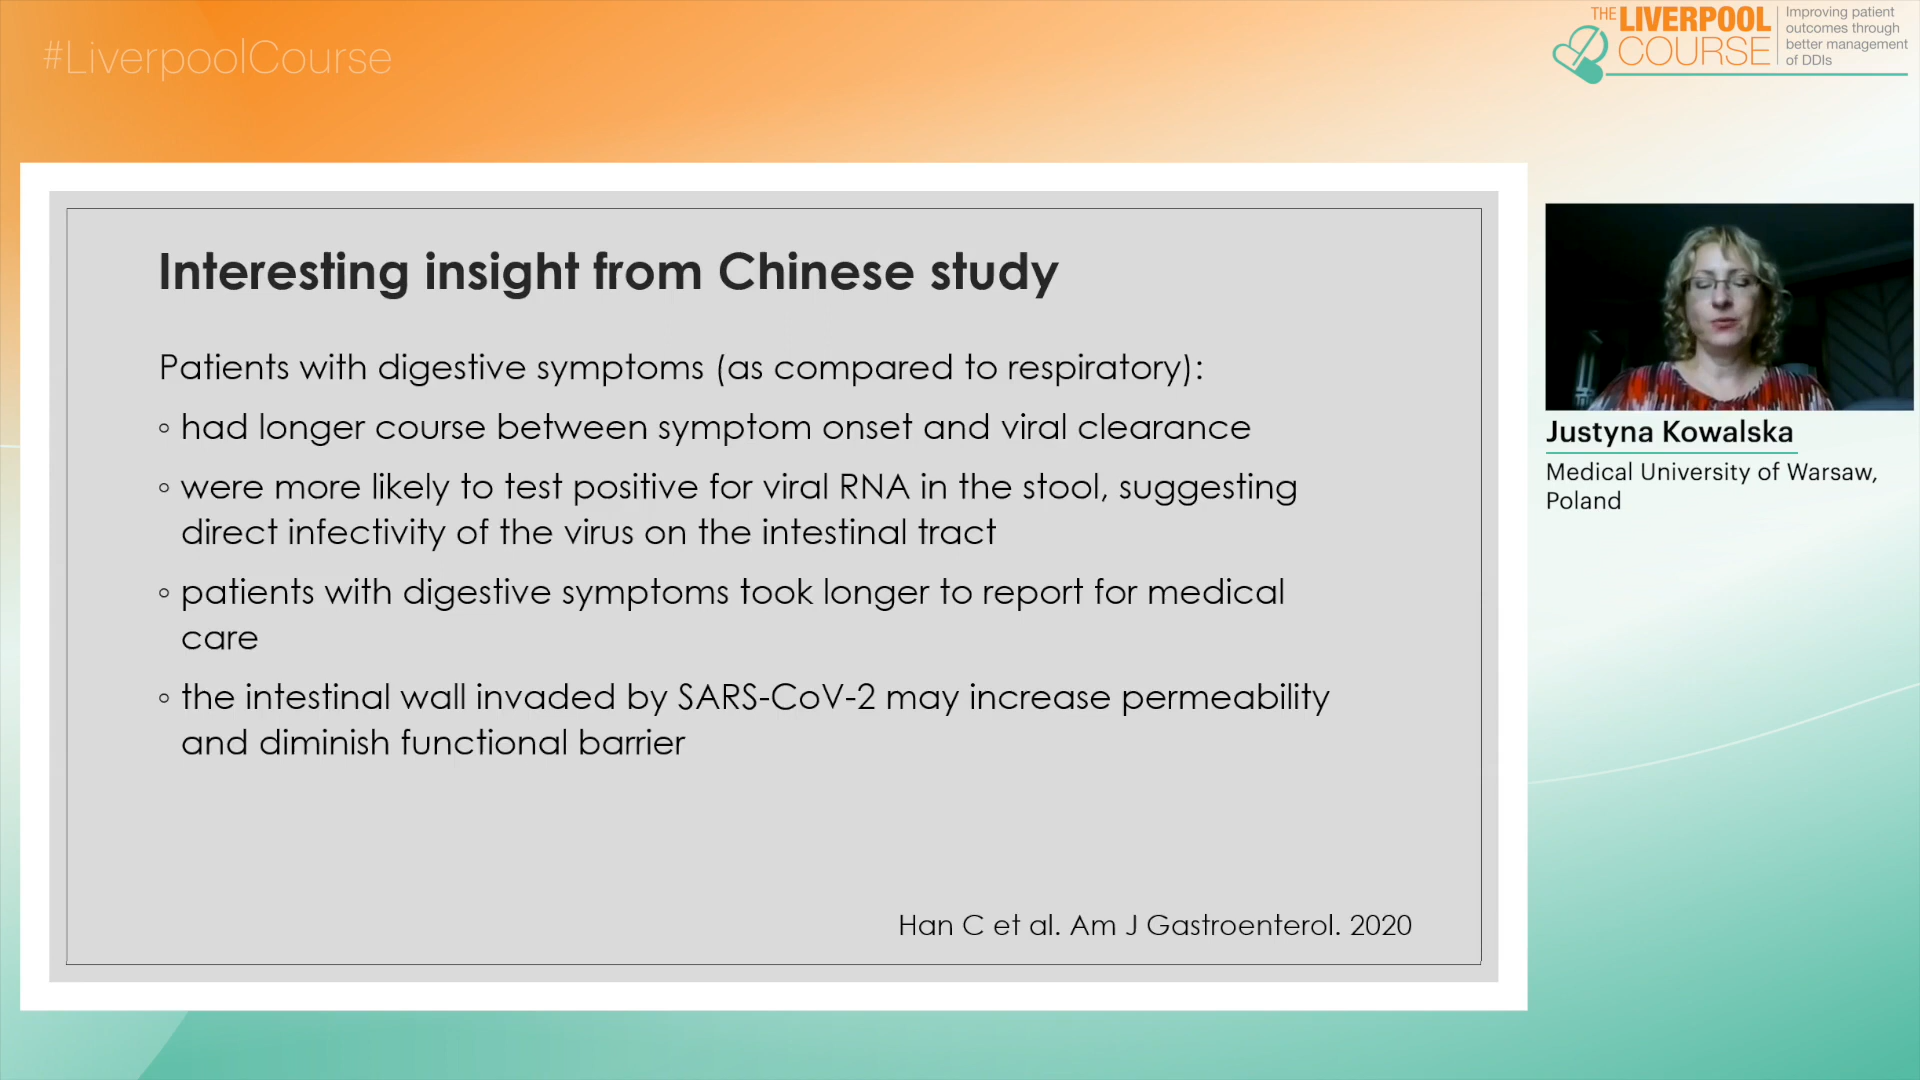 #LiverpoolCourse
THE LIVERPOOL
COURSE
Improving patient
outcomes through
better management
of DDIs
Interesting insight from Chinese study
Patients with digestive symptoms (as compared to respiratory):
◦ had longer course between symptom onset and viral clearance
◦ were more likely to test positive for viral RNA in the stool, suggesting
direct infectivity of the virus on the intestinal tract
◦ patients with digestive symptoms took longer to report for medical
care
◦ the intestinal wall invaded by SARS-CoV-2 may increase permeability
and diminish functional barrier
Han C et al. Am J Gastroenterol. 2020
Justyna Kowalska
Medical University of Warsaw,
Poland